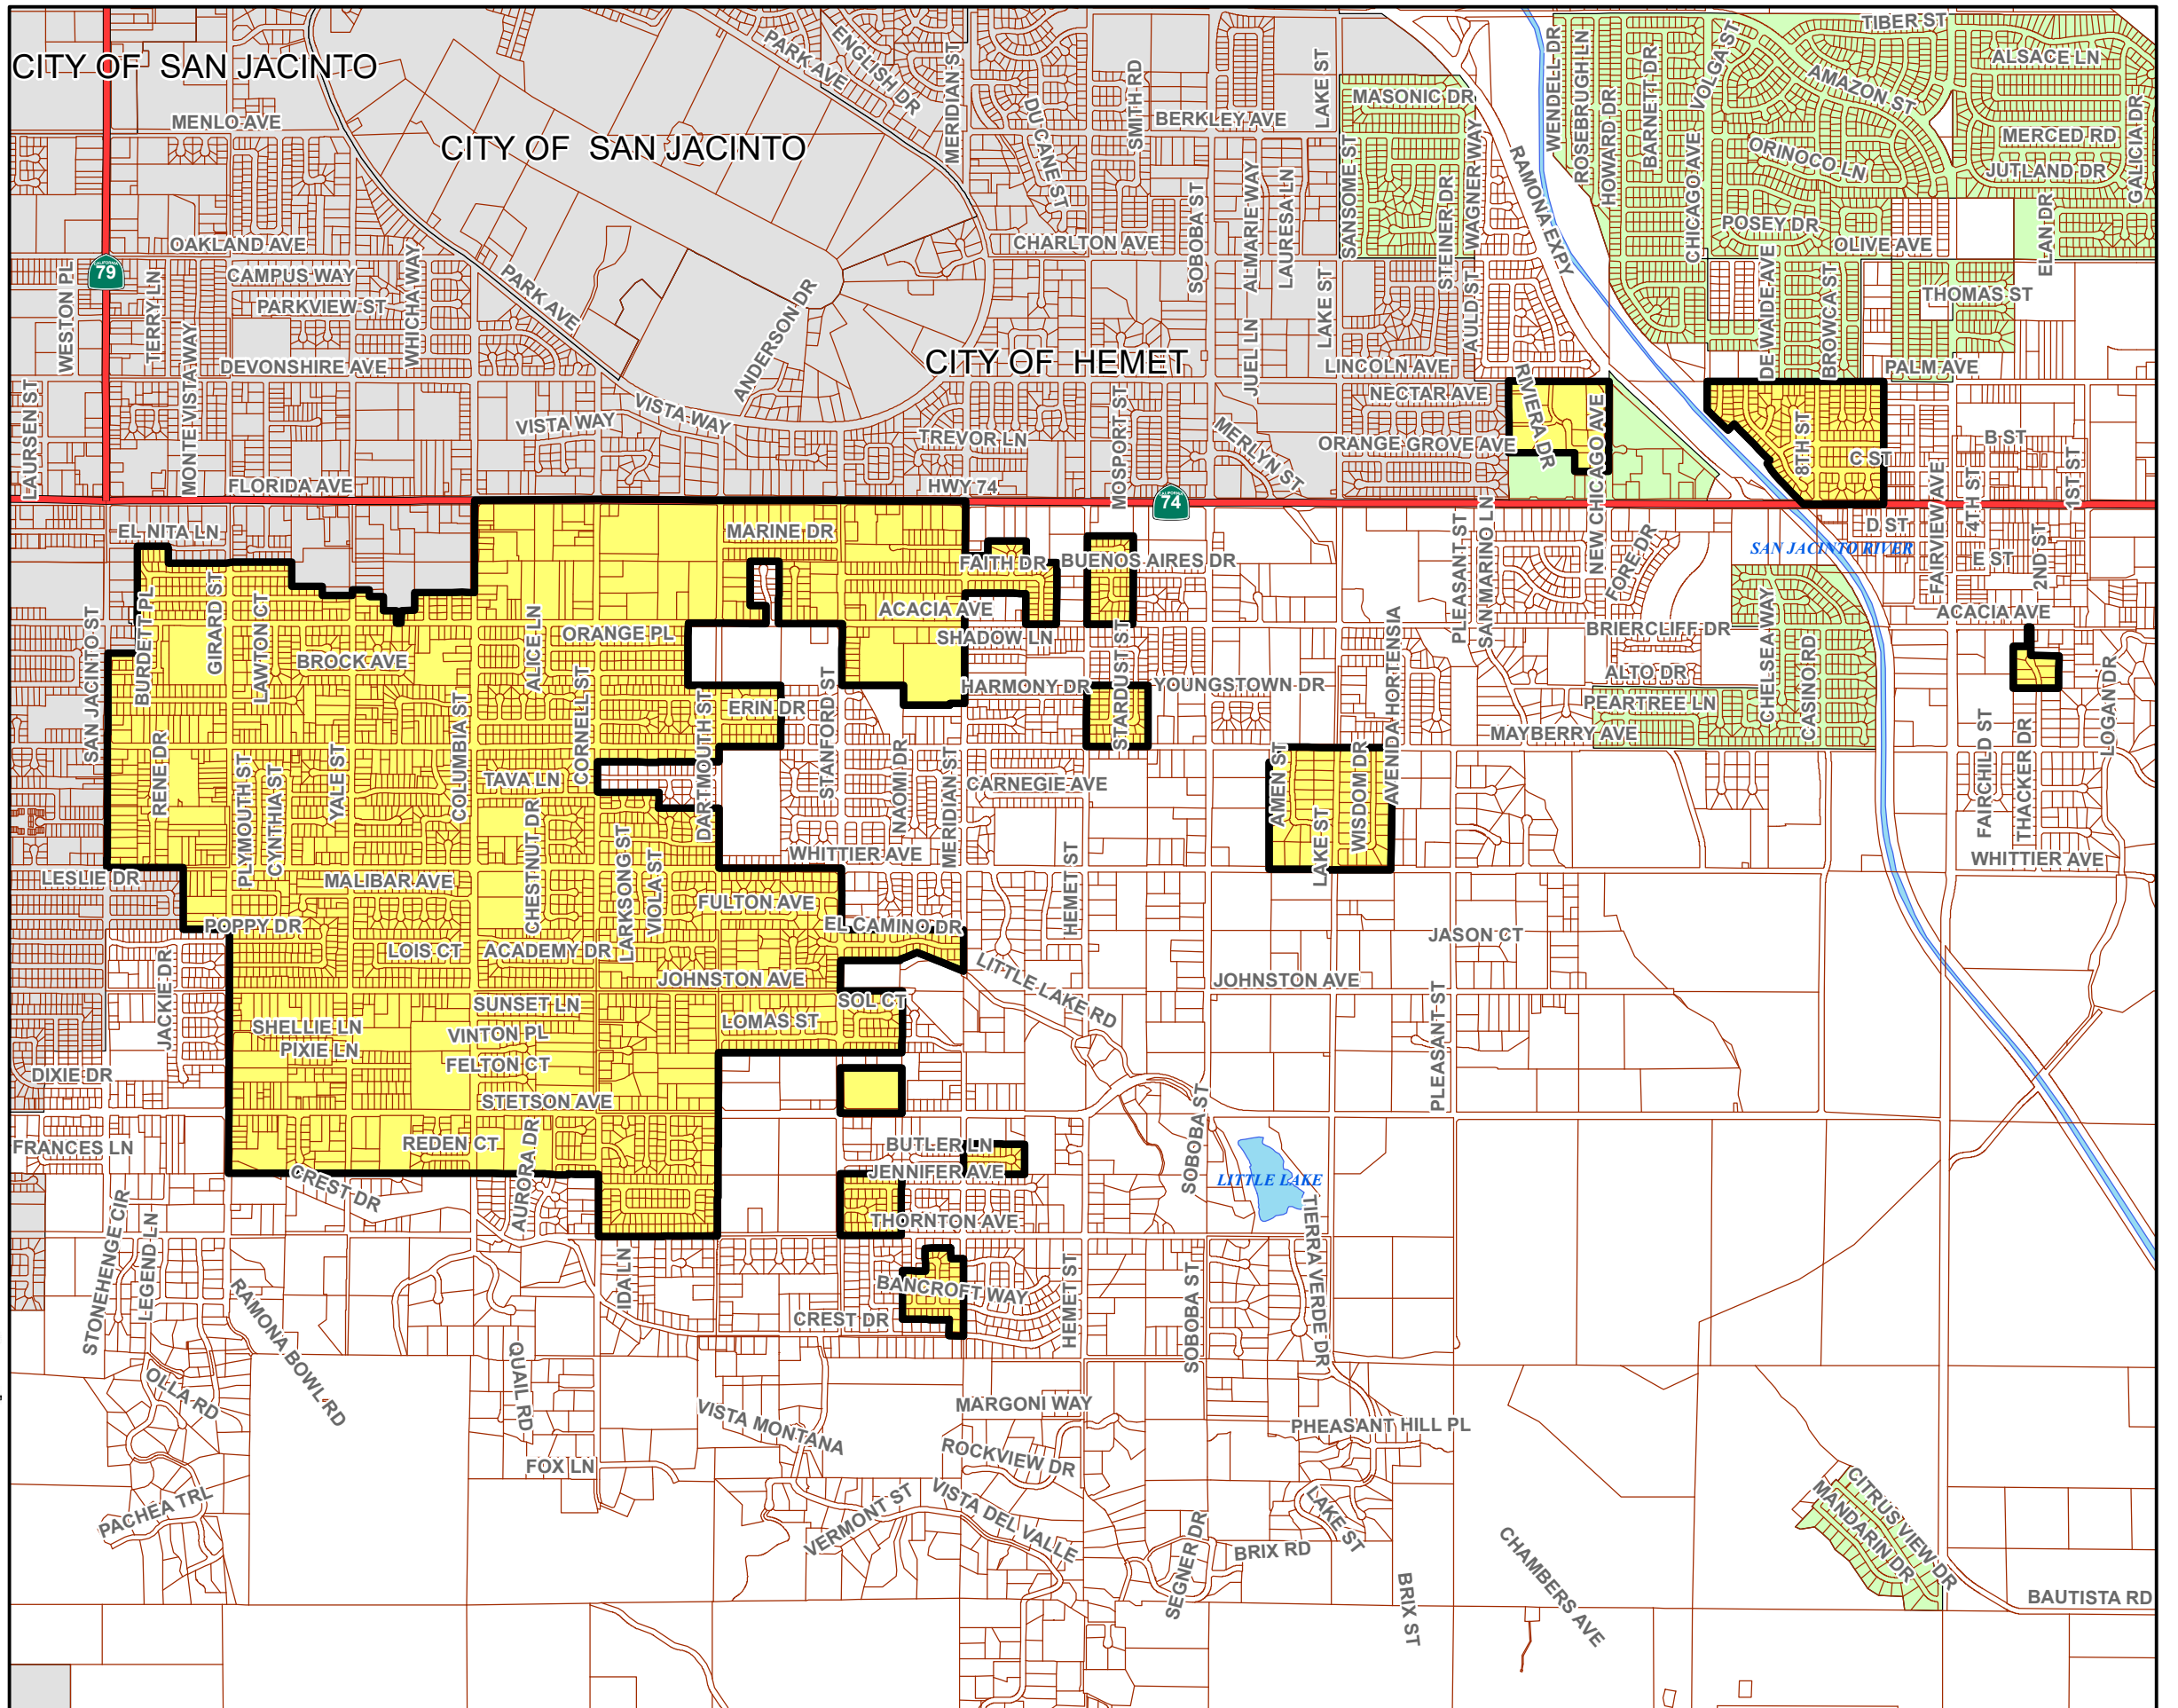 CITY OF SAN JACINTO
CITY OF SAN JACINTO
CITY OF HEMET
PARK AVE
ENGLISH DR
MERIDIAN ST
DU CANE ST
SMITH RD
BERKLEY AVE
LAKE ST
MASONIC DR
WENDELL DR
ROSEBRUGH LN
HOWARD DR
BARNETT DR
CHICAGO AVE
VOLGA ST
TIBER ST
ALSACE LN
AMAZON ST
MERCED RD
ORINOCO LN
JUTLAND DR
GALICIA DR
MENLO AVE
SANSOME ST
STEINER DR
WAGNER WAY
RAMONA EXPY
SOBOBA ST
ALMARIE WAY
LAURESA LN
POSEY DR
OLIVE AVE
ELAN DR
OAKLAND AVE
CHARLTON AVE
79
CAMPUS WAY
WHICHA WAY
PARK AVE
ANDERSON DR
WESTON PL
TERRY LN
MONTE VISTA WAY
PARKVIEW ST
LAKE ST
AULD ST
DE WAIDE AVE
BROWCA ST
THOMAS ST
DEVONSHIRE AVE
JUEL LN
LINCOLN AVE
PALM AVE
LAURSEN ST
NECTAR AVE
RIVIERA DR
NEW CHICAGO AVE
VISTA WAY
VISTA WAY
TREVOR LN
MOSPORT ST
MERLYN ST
ORANGE GROVE AVE
8TH ST
C ST
B ST
FLORIDA AVE
HWY 74
74
FAIRVIEW AVE
4TH ST
1ST ST
EL NITA LN
MARINE DR
FAITH DR
BUENOS AIRES DR
PLEASANT ST
SAN MARINO LN
FORE DR
SAN JACINTO RIVER
D ST
E ST
2ND ST
SAN JACINTO ST
BURDETT PL
GIRARD ST
LAWTON CT
ALICE LN
ACACIA AVE
ACACIA AVE
ORANGE PL
SHADOW LN
BRIERCLIFF DR
BROCK AVE
CHELSEA WAY
CASINO RD
ALTO DR
HARMONY DR
STARDUST ST
YOUNGSTOWN DR
AVENIDA HORTENSIA
PEARTREE LN
ERIN DR
MAYBERRY AVE
RENE DR
YALE ST
COLUMBIA ST
CORNELL ST
DARTMOUTH ST
STANFORD ST
NAOMI DR
MERIDIAN ST
TAVA LN
CARNEGIE AVE
AMEN ST
LAKE ST
WISDOM DR
FAIRCHILD ST
THACKER DR
LOGAN DR
PLYMOUTH ST
CYNTHIA ST
CHESTNUT DR
LARKSONG ST
VIOLA ST
WHITTIER AVE
WHITTIER AVE
LESLIE DR
MALIBAR AVE
FULTON AVE
HEMET ST
POPPY DR
EL CAMINO DR
JASON CT
LOIS CT
ACADEMY DR
JACKIE DR
JOHNSTON AVE
LITTLE LAKE RD
JOHNSTON AVE
SUNSET LN
SOL CT
SHELLIE LN
VINTON PL
LOMAS ST
PIXIE LN
FELTON CT
DIXIE DR
PLEASANT ST
STETSON AVE
SOBOBA ST
FRANCES LN
REDEN CT
BUTLER LN
AURORA DR
JENNIFER AVE
CREST DR
LITTLE LAKE
THORNTON AVE
STONEHENGE CIR
LEGEND LN
RAMONA BOWL RD
IDA LN
BANCROFT WAY
HEMET ST
SOBOBA ST
TIERRA VERDE DR
CREST DR
OLLA RD
QUAIL RD
VISTA MONTANA
MARGONI WAY
PHEASANT HILL PL
FOX LN
ROCKVIEW DR
PACHEA TRL
VERMONT ST
VISTA DEL VALLE
LAKE ST
CITRUS VIEW DR
MANDARIN DR
SEGNER DR
BRIX RD
BRIX ST
CHAMBERS AVE
BAUTISTA RD